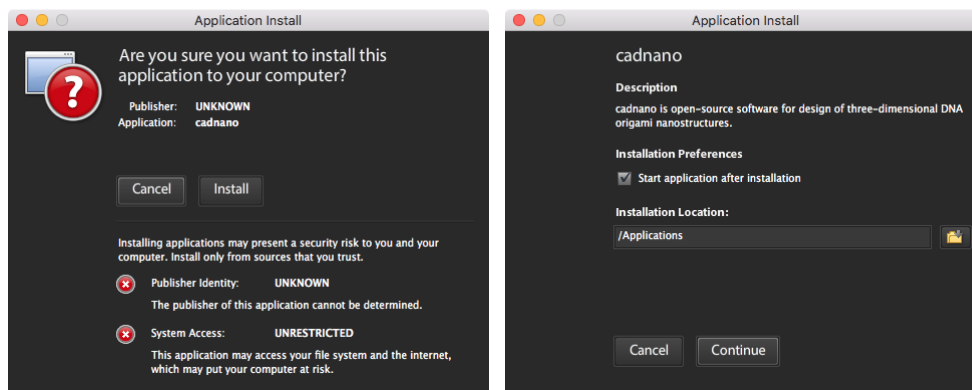 Application Install
Are you sure you want to install this
application to your computer?
Publisher: UNKNOWN
Application: cadnano
Cancel Install
Installing applications may present a security risk to you and your
computer. Install only from sources that you trust.
Publisher Identity: UNKNOWN
The publisher of this application cannot be determined.
System Access: UNRESTRICTED
This application may access your file system and the internet,
which may put your computer at risk.
Application Install
cadnano
Description
cadnano is open-source software for design of three-dimensional DNA
origami nanostructures.
Installation Preferences
Start application after installation
Installation Location:
/Applications
Cancel Continue